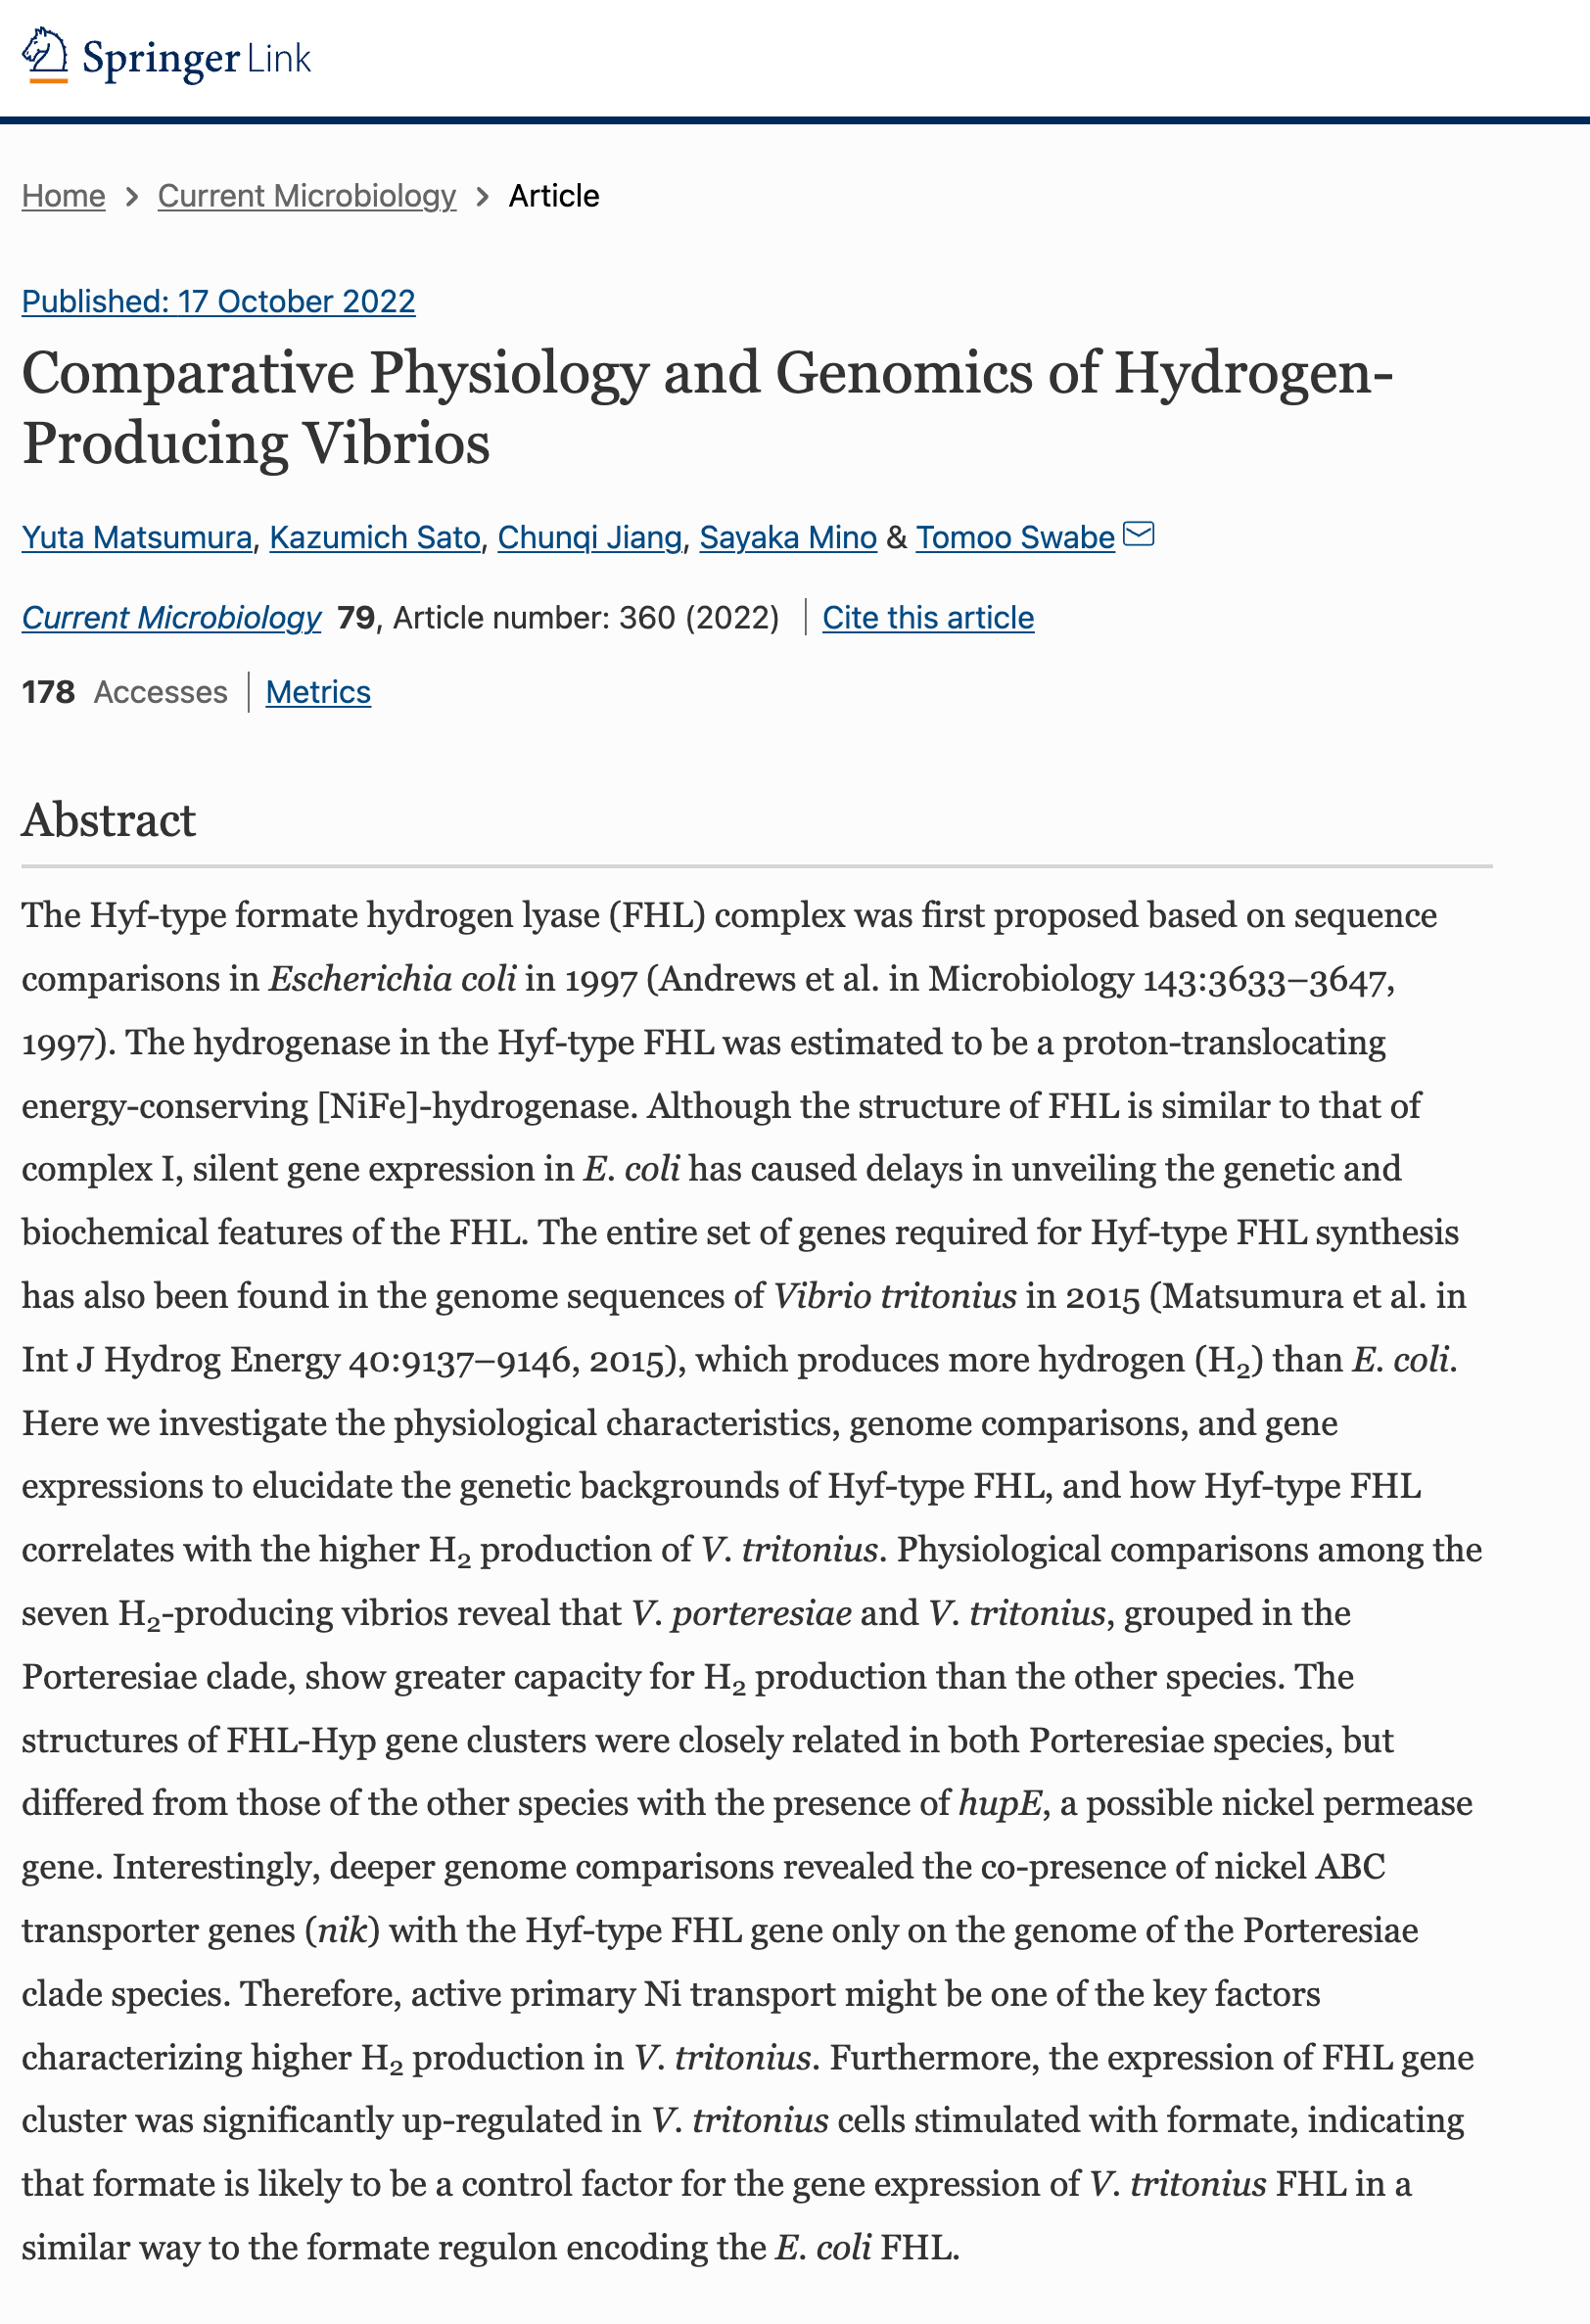 Springer Link
Home > Current Microbiology > Article
Published: 17 October 2022
Comparative Physiology and Genomics of Hydrogen-
Producing Vibrios
Yuta Matsumura, Kazumich Sato, Chunqi Jiang, Sayaka Mino & Tomoo Swabe
Current Microbiology 79, Article number: 360 (2022) | Cite this article
178 Accesses | Metrics
Abstract
The Hyf-type formate hydrogen lyase (FHL) complex was first proposed based on sequence
comparisons in Escherichia coli in 1997 (Andrews et al. in Microbiology 143:3633–3647,
1997). The hydrogenase in the Hyf-type FHL was estimated to be a proton-translocating
energy-conserving [NiFe]-hydrogenase. Although the structure of FHL is similar to that of
complex I, silent gene expression in E. coli has caused delays in unveiling the genetic and
biochemical features of the FHL. The entire set of genes required for Hyf-type FHL synthesis
has also been found in the genome sequences of Vibrio tritonius in 2015 (Matsumura et al. in
Int J Hydrog Energy 40:9137–9146, 2015), which produces more hydrogen (H₂) than E. coli.
Here we investigate the physiological characteristics, genome comparisons, and gene
expressions to elucidate the genetic backgrounds of Hyf-type FHL, and how Hyf-type FHL
correlates with the higher H₂ production of V. tritonius. Physiological comparisons among the
seven H₂-producing vibrios reveal that V. porteresiae and V. tritonius, grouped in the
Porteresiae clade, show greater capacity for H₂ production than the other species. The
structures of FHL-Hyp gene clusters were closely related in both Porteresiae species, but
differed from those of the other species with the presence of hupE, a possible nickel permease
gene. Interestingly, deeper genome comparisons revealed the co-presence of nickel ABC
transporter genes (nik) with the Hyf-type FHL gene only on the genome of the Porteresiae
clade species. Therefore, active primary Ni transport might be one of the key factors
characterizing higher H₂ production in V. tritonius. Furthermore, the expression of FHL gene
cluster was significantly up-regulated in V. tritonius cells stimulated with formate, indicating
that formate is likely to be a control factor for the gene expression of V. tritonius FHL in a
similar way to the formate regulon encoding the E. coli FHL.